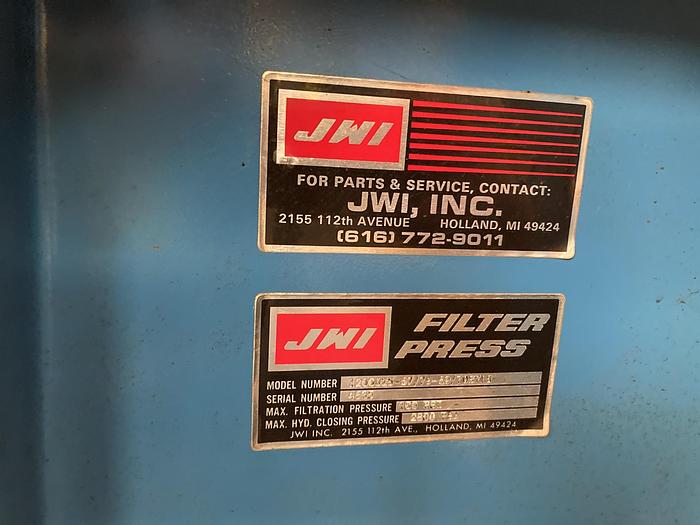 JWI
FOR PARTS & SERVICE, CONTACT:
JWI, INC.
2155 112th AVENUE HOLLAND, MI 49424
(616) 772-9011
JWI FILTER PRESS
MODEL NUMBER
SERIAL NUMBER
MAX. FILTRATION PRESSURE
MAX. HYD. CLOSING PRESSURE
JWI INC. 2155 112th AVE., HOLLAND, MI 49424